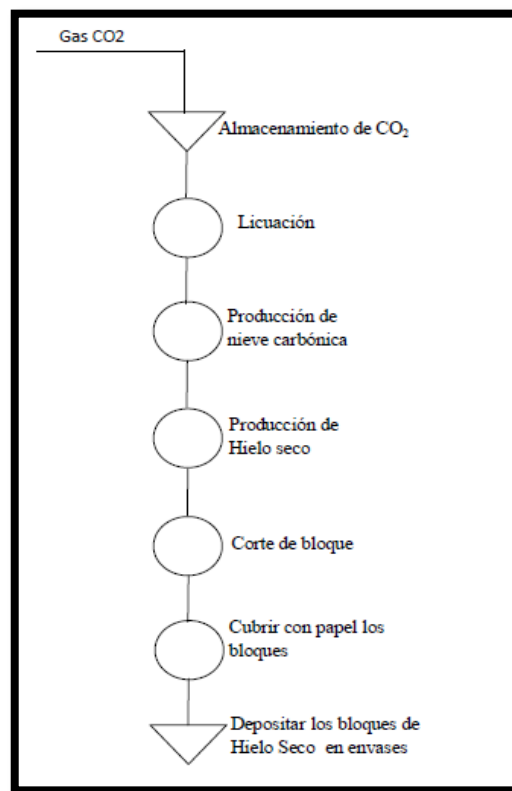 Gas CO2
Almacenamiento de CO₂
Licuación
Producción de
nieve carbónica
Producción de
Hielo seco
Corte de bloque
Cubrir con papel los
bloques
Depositar los bloques de
Hielo Seco en envases